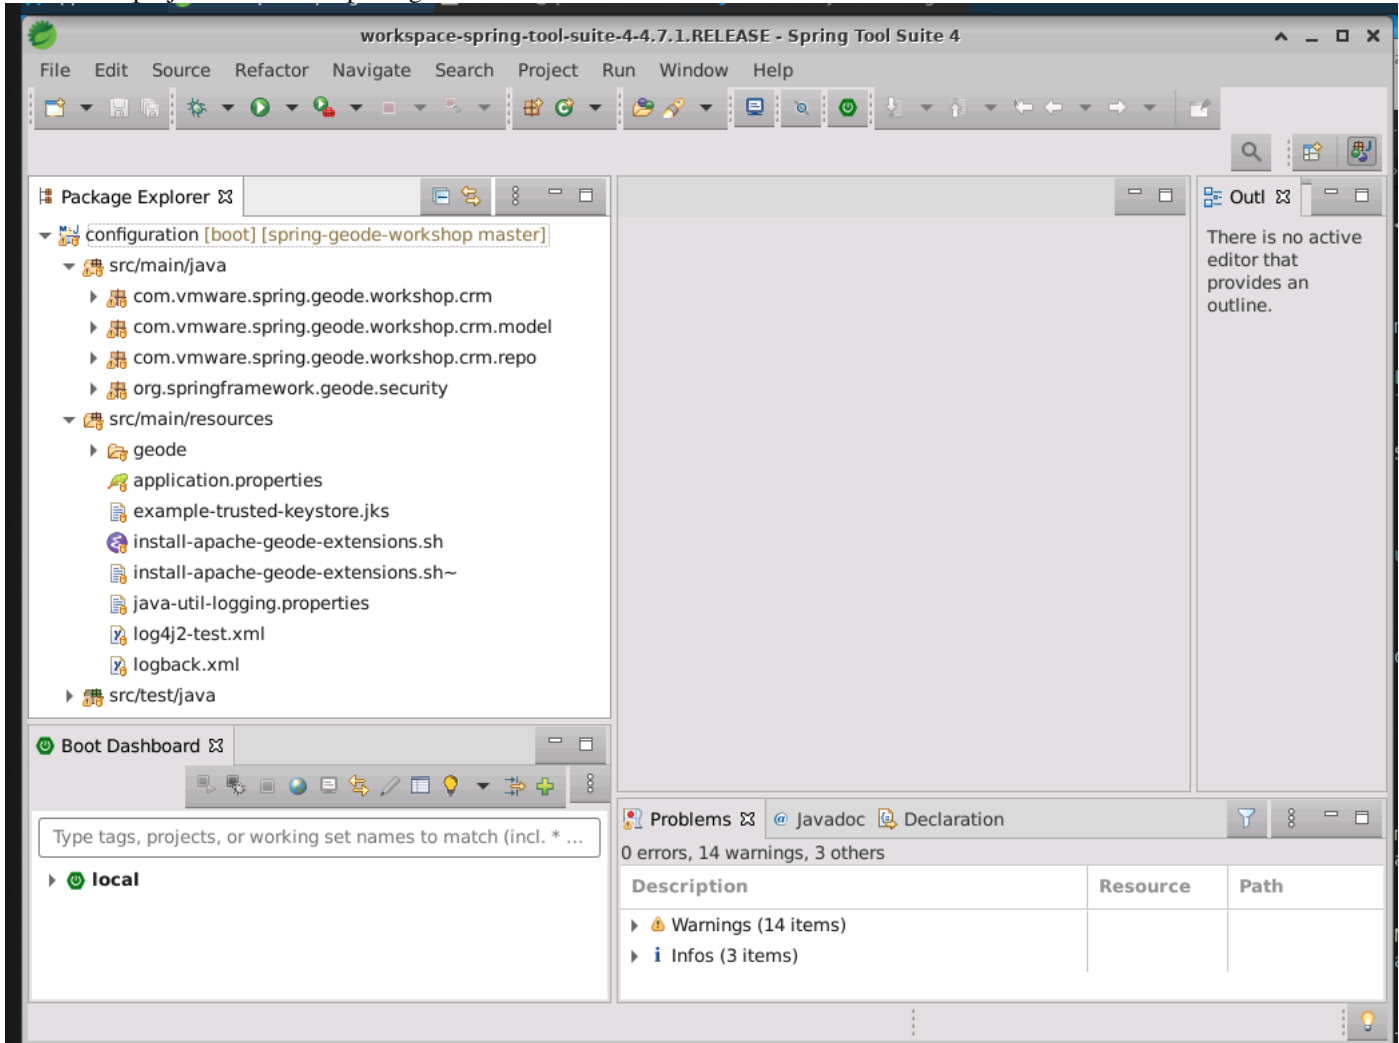 workspace-spring-tool-suite-4-4.7.1.RELEASE - Spring Tool Suite 4
File Edit Source Refactor Navigate Search Project Run Window Help
Package Explorer
Outl
configuration [boot] [spring-geode-workshop master]
src/main/java
com.vmware.spring.geode.workshop.crm
com.vmware.spring.geode.workshop.crm.model
com.vmware.spring.geode.workshop.crm.repo
org.springframework.geode.security
src/main/resources
geode
application.properties
example-trusted-keystore.jks
install-apache-geode-extensions.sh
install-apache-geode-extensions.sh~
java-util-logging.properties
log4j2-test.xml
logback.xml
src/test/java
There is no active
editor that
provides an
outline.
Boot Dashboard
Type tags, projects, or working set names to match (incl. * ...
local
Problems @ Javadoc Declaration
0 errors, 14 warnings, 3 others
Description Resource Path
Warnings (14 items)
i Infos (3 items)